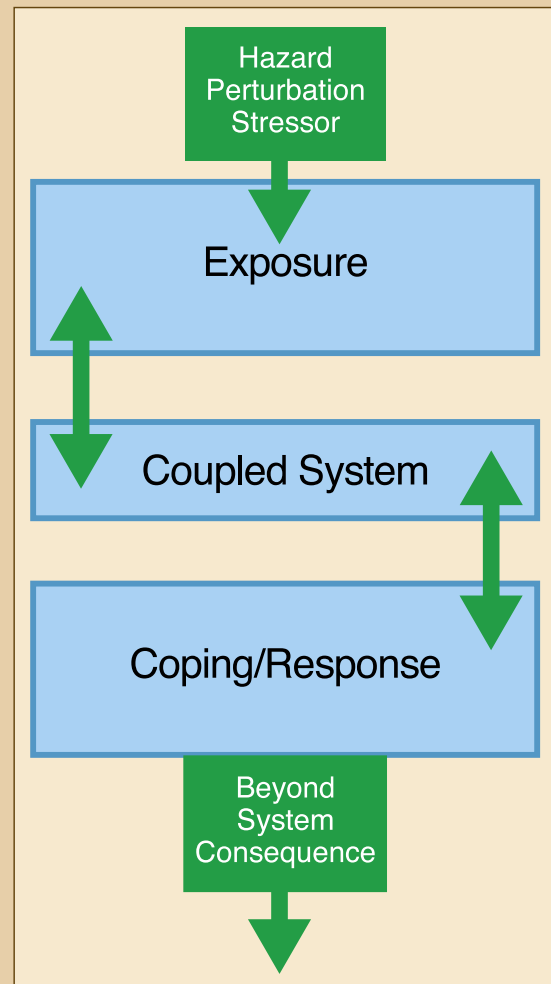 Hazard
Perturbation
Stressor
Exposure
Coupled System
Coping/Response
Beyond
System
Consequence